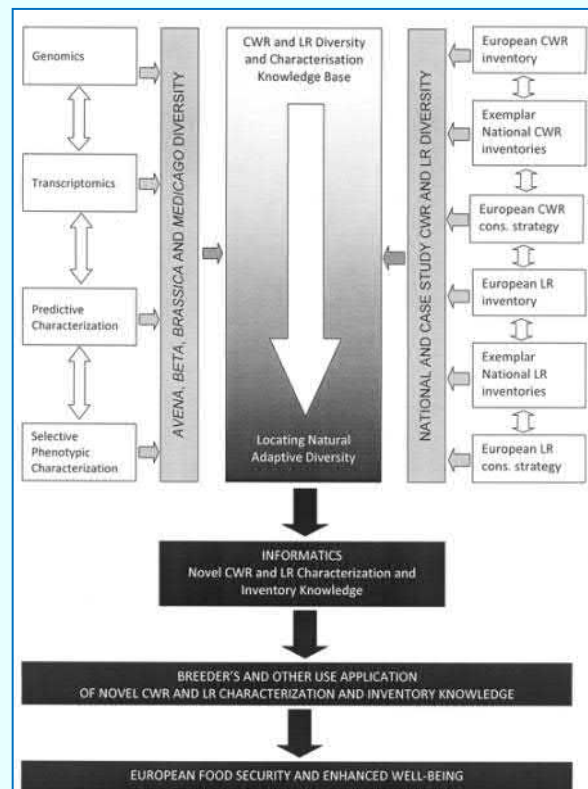 Genomics
Transcriptomics
Predictive
Characterization
Selective
Phenotypic
Characterization
AVENA, BETA, BRASSICA AND MEDICAGO DIVERSITY
CWR and LR Diversity
and Characterisation
Knowledge Base
Locating Natural
Adaptive Diversity
NATIONAL AND CASE STUDY CWR AND LR DIVERSITY
European CWR
inventory
Exemplar
National CWR
inventories
European CWR
cons. strategy
European LR
inventory
Exemplar
National LR
inventories
European LR
cons. strategy
INFORMATICS
Novel CWR and LR Characterization and
Inventory Knowledge
BREEDER'S AND OTHER USE APPLICATION
OF NOVEL CWR AND LR CHARACTERIZATION AND INVENTORY KNOWLEDGE
EUROPEAN FOOD SECURITY AND ENHANCED WELL-BEING